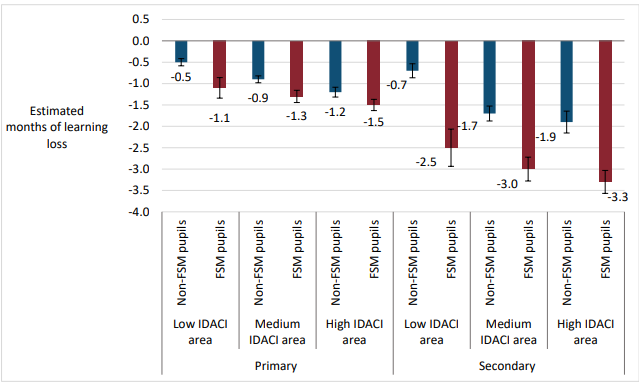 0.5
0.0
-0.5
-1.0
-1.5
-2.0
-2.5
-3.0
-3.5
-4.0
Estimated
months of learning
loss
-0.5
-1.1
-0.9
-1.3
-1.2
-1.5
-0.7
-2.5
-1.7
-3.0
-1.9
-3.3
Non-FSM pupils
FSM pupils
Non-FSM pupils
FSM pupils
Non-FSM pupils
FSM pupils
Non-FSM pupils
FSM pupils
Non-FSM pupils
FSM pupils
Non-FSM pupils
FSM pupils
Low IDACI
area
Medium
IDACI area
High IDACI
area
Low IDACI
area
Medium
IDACI area
High IDACI
area
Primary
Secondary